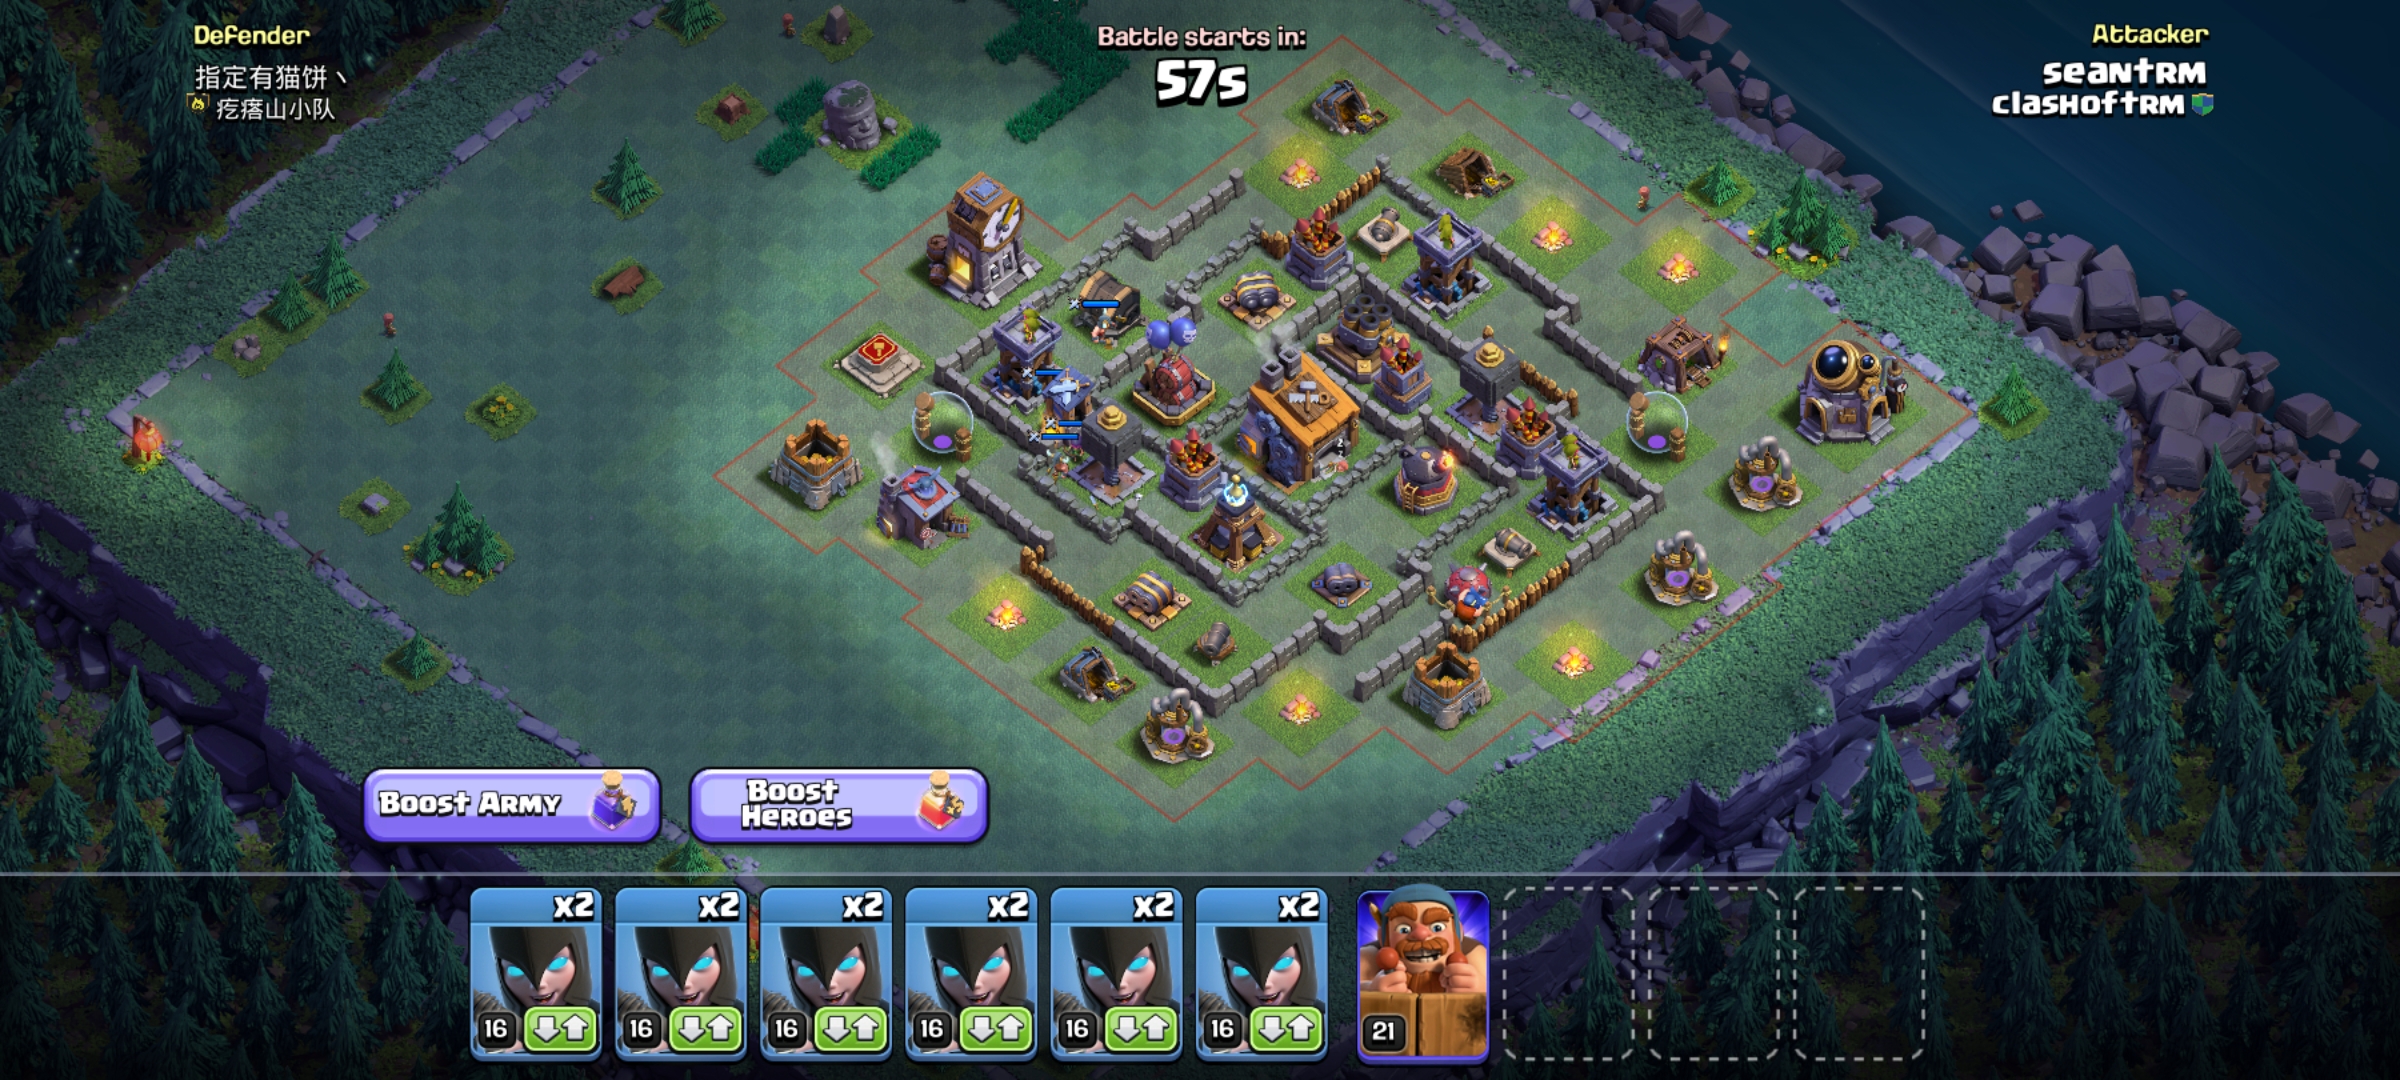 Defender
指定有猫饼丶
疙瘩山小队
Battle starts in:
57s
Attacker
seantRM
clashoftRM
Boost Army
Boost
Heroes
x2
x2
x2
x2
x2
x2
16
16
16
16
16
16
21